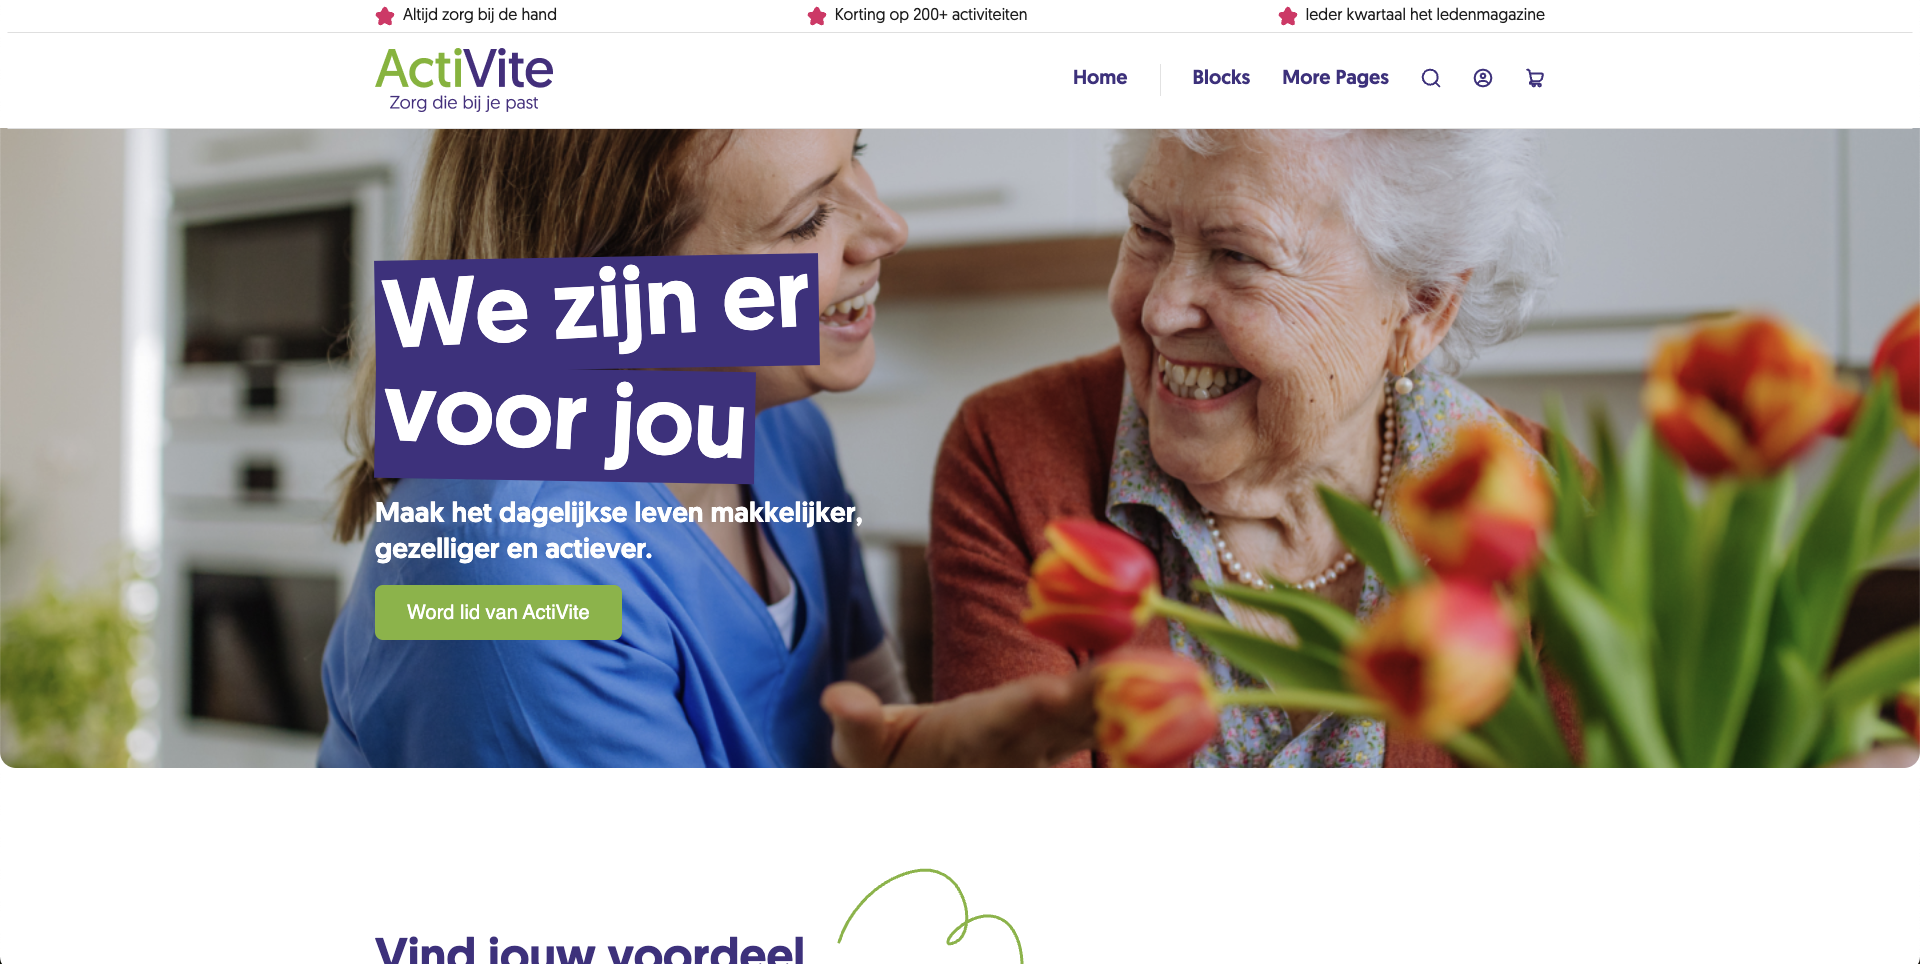 Altijd zorg bij de hand
Korting op 200+ activiteiten
Ieder kwartaal het ledenmagazine
ActiVite
Zorg die bij je past
Home
Blocks
More Pages
We zijn er
voor jou
Maak het dagelijkse leven makkelijker,
gezelliger en actiever.
Word lid van ActiVite
Vind jouw voordeel